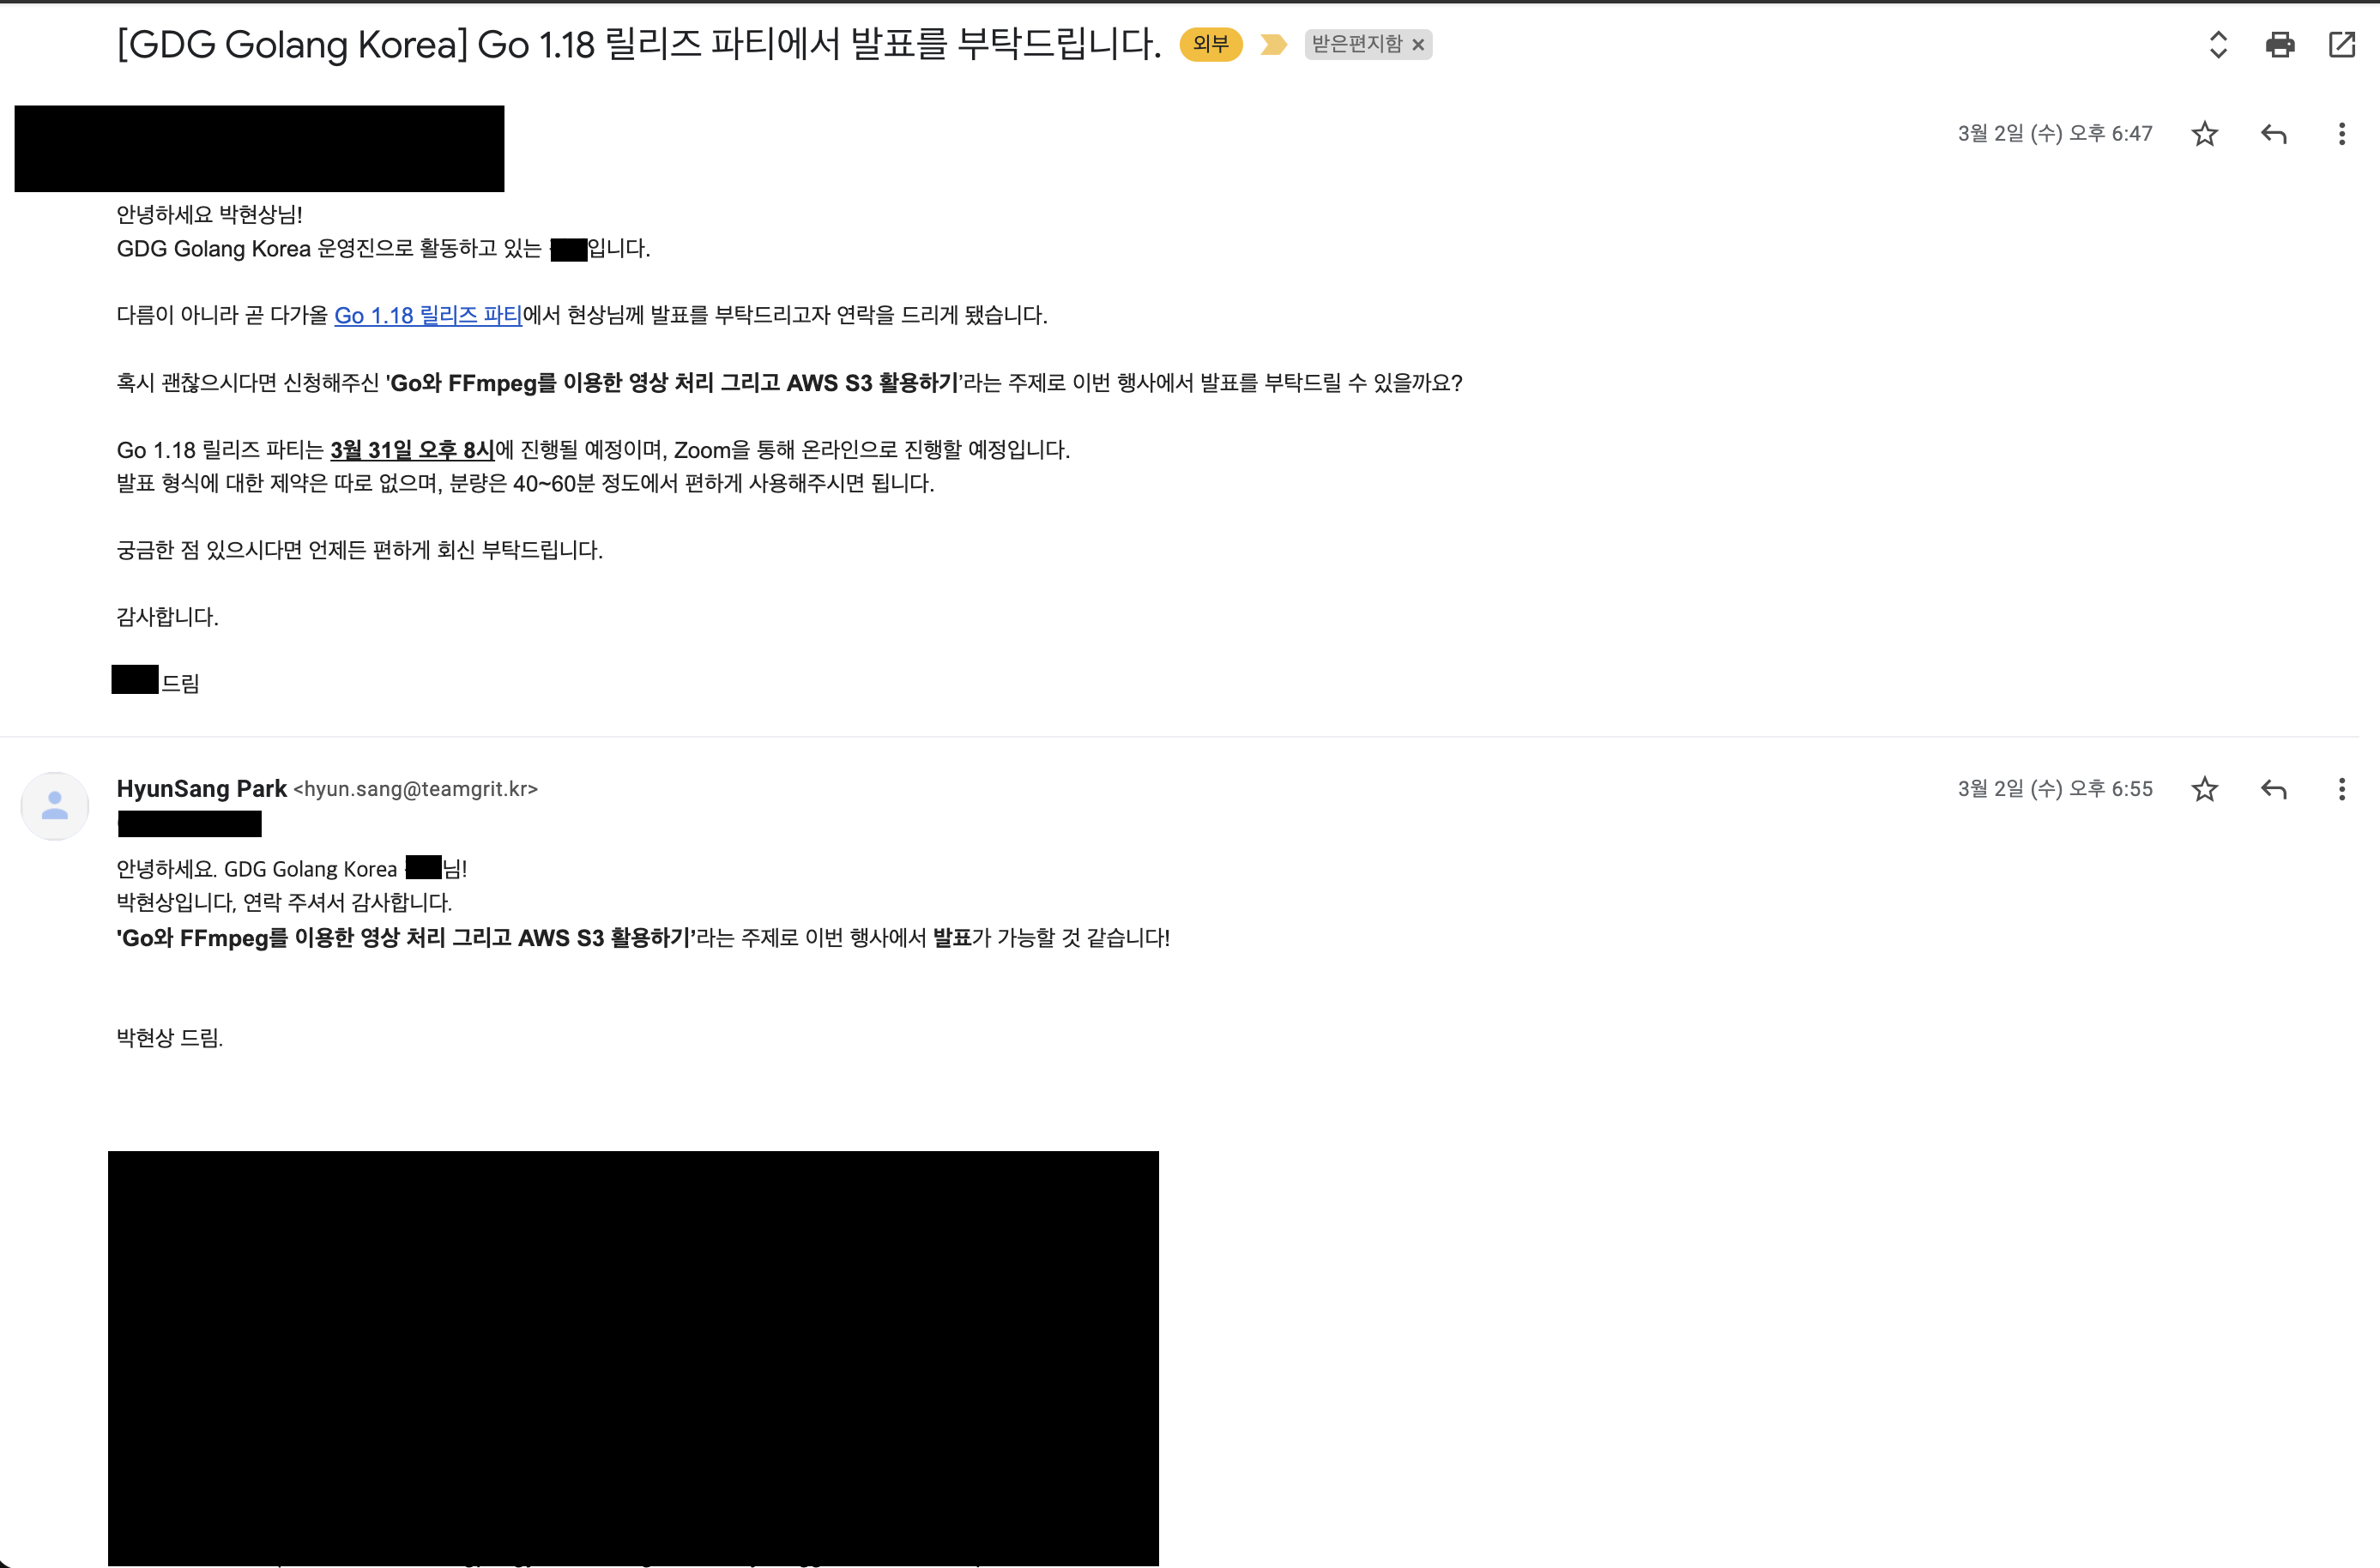 [GDG Golang Korea] Go 1.18 릴리즈 파티에서 발표를 부탁드립니다. 외부 받은편지함 ×
3월 2일 (수) 오후 6:47
안녕하세요 박현상님!
GDG Golang Korea 운영진으로 활동하고 있는 입니다.
다름이 아니라 곧 다가올 Go 1.18 릴리즈 파티에서 현상님께 발표를 부탁드리고자 연락을 드리게 됐습니다.
혹시 괜찮으시다면 신청해주신 'Go와 FFmpeg를 이용한 영상 처리 그리고 AWS S3 활용하기'라는 주제로 이번 행사에서 발표를 부탁드릴 수 있을까요?
Go 1.18 릴리즈 파티는 3월 31일 오후 8시에 진행될 예정이며, Zoom을 통해 온라인으로 진행할 예정입니다.
발표 형식에 대한 제약은 따로 없으며, 분량은 40~60분 정도에서 편하게 사용해주시면 됩니다.
궁금한 점 있으시다면 언제든 편하게 회신 부탁드립니다.
감사합니다.
드림
HyunSang Park <hyun.sang@teamgrit.kr>
3월 2일 (수) 오후 6:55
안녕하세요. GDG Golang Korea 님!
박현상입니다, 연락 주셔서 감사합니다.
'Go와 FFmpeg를 이용한 영상 처리 그리고 AWS S3 활용하기’라는 주제로 이번 행사에서 발표가 가능할 것 같습니다!
박현상 드림.